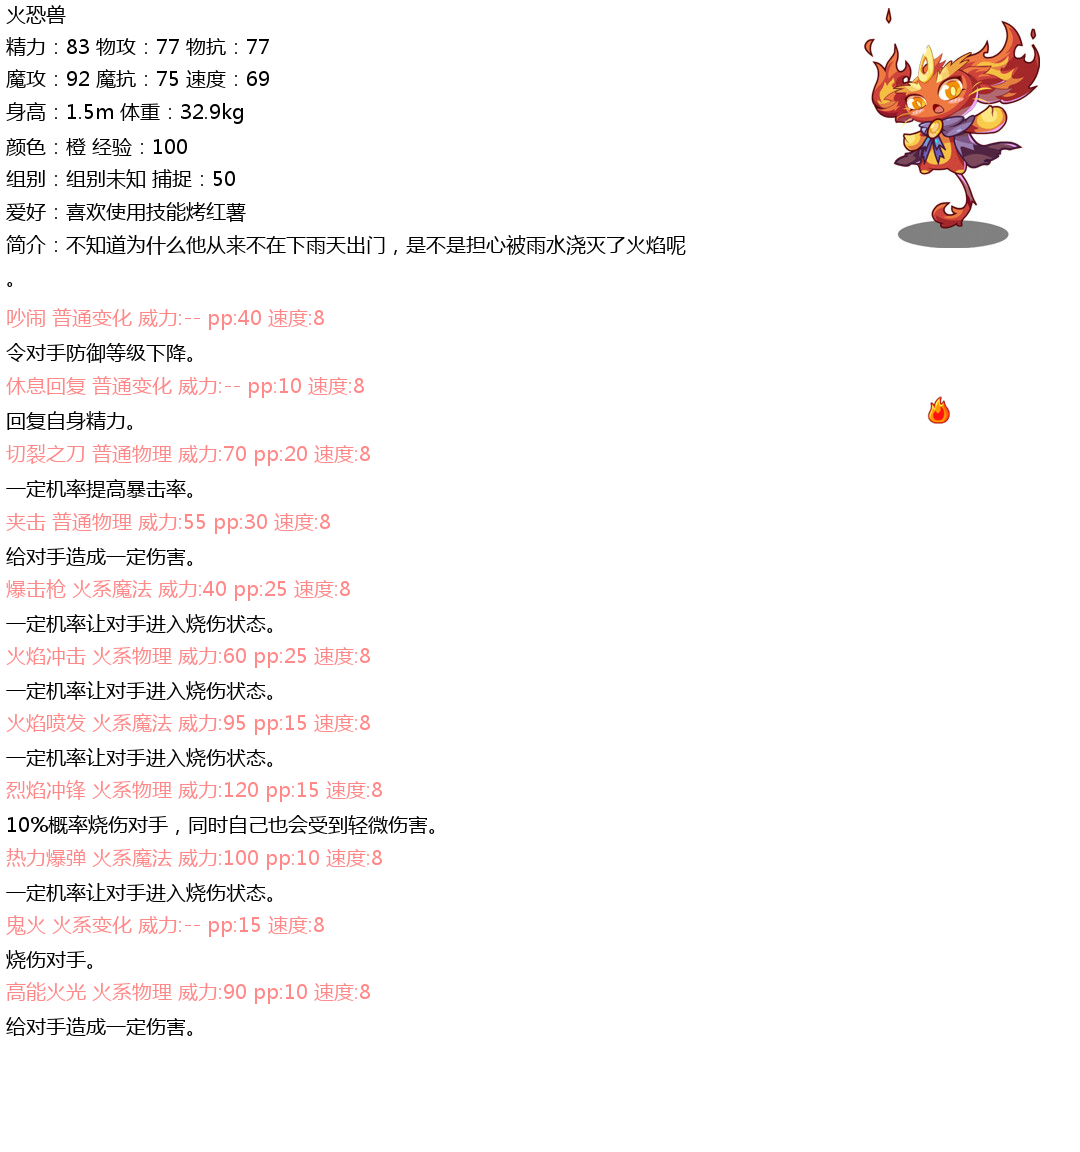 火恐兽
精力：83 物攻：77 物抗：77
魔攻：92 魔抗：75 速度：69
身高：1.5m 体重：32.9kg
颜色：橙 经验：100
组别：组别未知 捕捉：50
爱好：喜欢使用技能烤红薯
简介：不知道为什么他从来不在下雨天出门，是不是担心被雨水浇灭了火焰呢
。
吵闹 普通变化 威力:-- pp:40 速度:8
令对手防御等级下降。
休息回复 普通变化 威力:-- pp:10 速度:8
回复自身精力。
切裂之刀 普通物理 威力:70 pp:20 速度:8
一定机率提高暴击率。
夹击 普通物理 威力:55 pp:30 速度:8
给对手造成一定伤害。
爆击枪 火系魔法 威力:40 pp:25 速度:8
一定机率让对手进入烧伤状态。
火焰冲击 火系物理 威力:60 pp:25 速度:8
一定机率让对手进入烧伤状态。
火焰喷发 火系魔法 威力:95 pp:15 速度:8
一定机率让对手进入烧伤状态。
烈焰冲锋 火系物理 威力:120 pp:15 速度:8
10%概率烧伤对手，同时自己也会受到轻微伤害。
热力爆弹 火系魔法 威力:100 pp:10 速度:8
一定机率让对手进入烧伤状态。
鬼火 火系变化 威力:-- pp:15 速度:8
烧伤对手。
高能火光 火系物理 威力:90 pp:10 速度:8
给对手造成一定伤害。